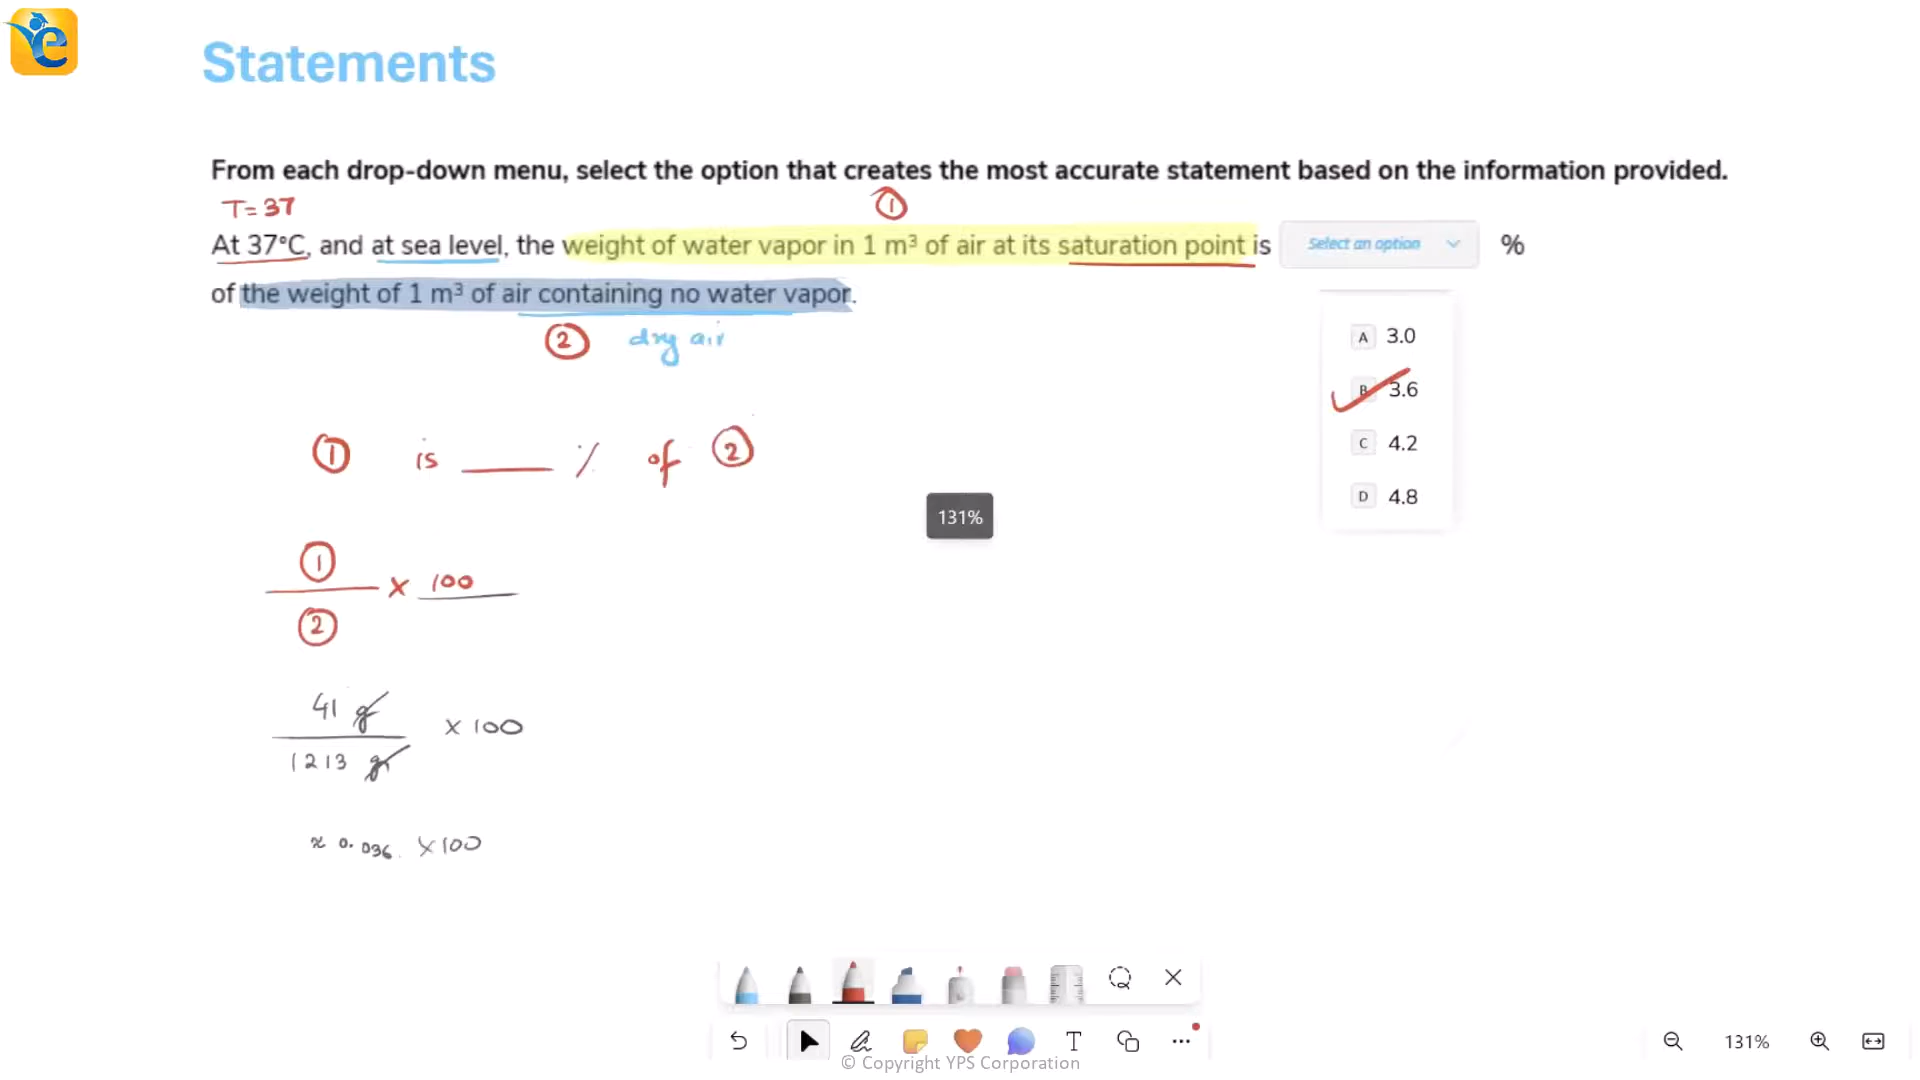 Statements
From each drop-down menu, select the option that creates the most accurate statement based on the information provided.
T = 37
1
At 37°C, and at sea level, the weight of water vapor in 1 m³ of air at its saturation point is Select an option %
of the weight of 1 m³ of air containing no water vapor.
2 dry air
A 3.0
B 3.6
C 4.2
D 4.8
1 is ____ % of 2
131%
1
x 100
2
41 g
x 100
1213 g
≈ 0.036 x 100
T
131%
© Copyright YPS Corporation